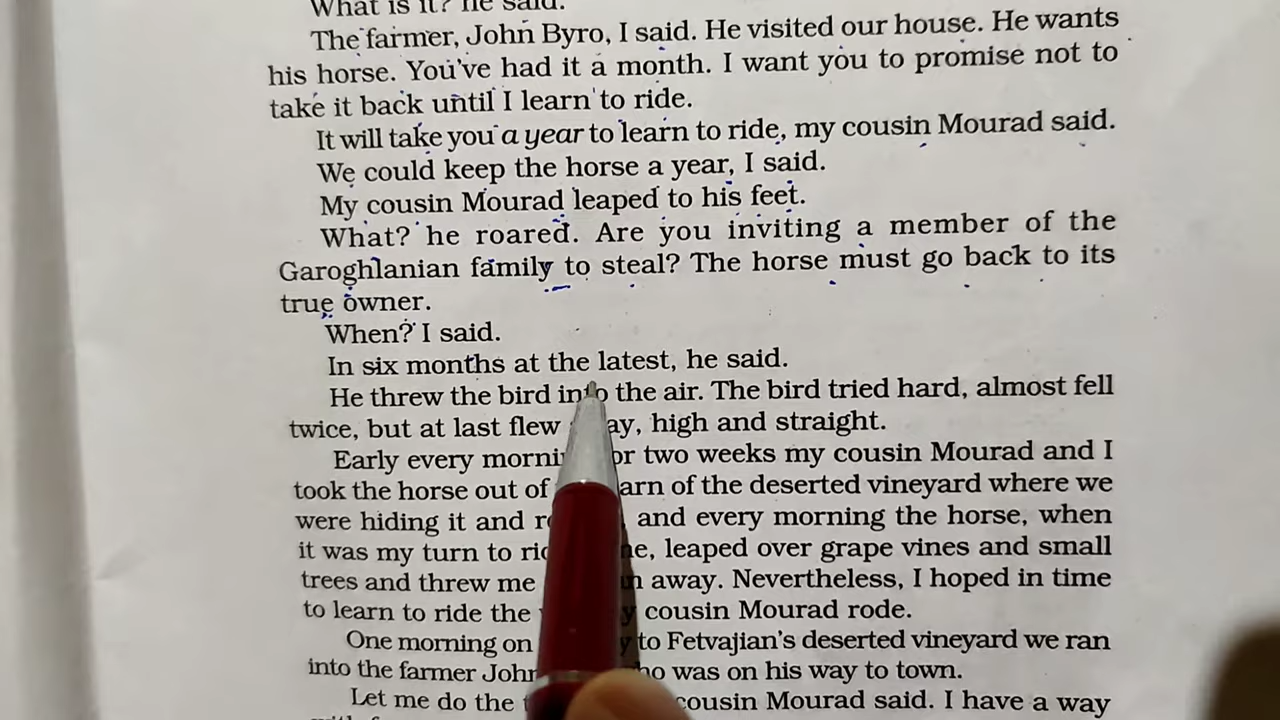 What is it? he said.
The farmer, John Byro, I said. He visited our house. He wants
his horse. You've had it a month. I want you to promise not to
take it back until I learn to ride.
It will take you a year to learn to ride, my cousin Mourad said.
We could keep the horse a year, I said.
My cousin Mourad leaped to his feet.
What? he roared. Are you inviting a member of the
Garoghlanian family to steal? The horse must go back to its
true owner.
When? I said.
In six months at the latest, he said.
He threw the bird into the air. The bird tried hard, almost fell
twice, but at last flew high and straight.
Early every two weeks my cousin Mourad and I
took the horse out of of the deserted vineyard where we
were hiding it and and every morning the horse, when
it was my turn to leaped over grape vines and small
trees and threw me away. Nevertheless, I hoped in time
to learn to ride the cousin Mourad rode.
One morning on to Fetvajian's deserted vineyard we ran
into the farmer was on his way to town.
Let me do the cousin Mourad said. I have a way